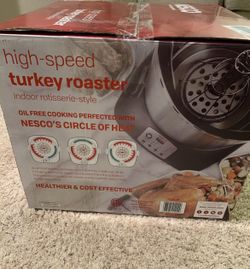 high-speed
turkey roaster
indoor rotisserie-style
OIL FREE COOKING PERFECTED WITH
NESCO'S CIRCLE OF HEAT
HEALTHIER & COST EFFECTIVE